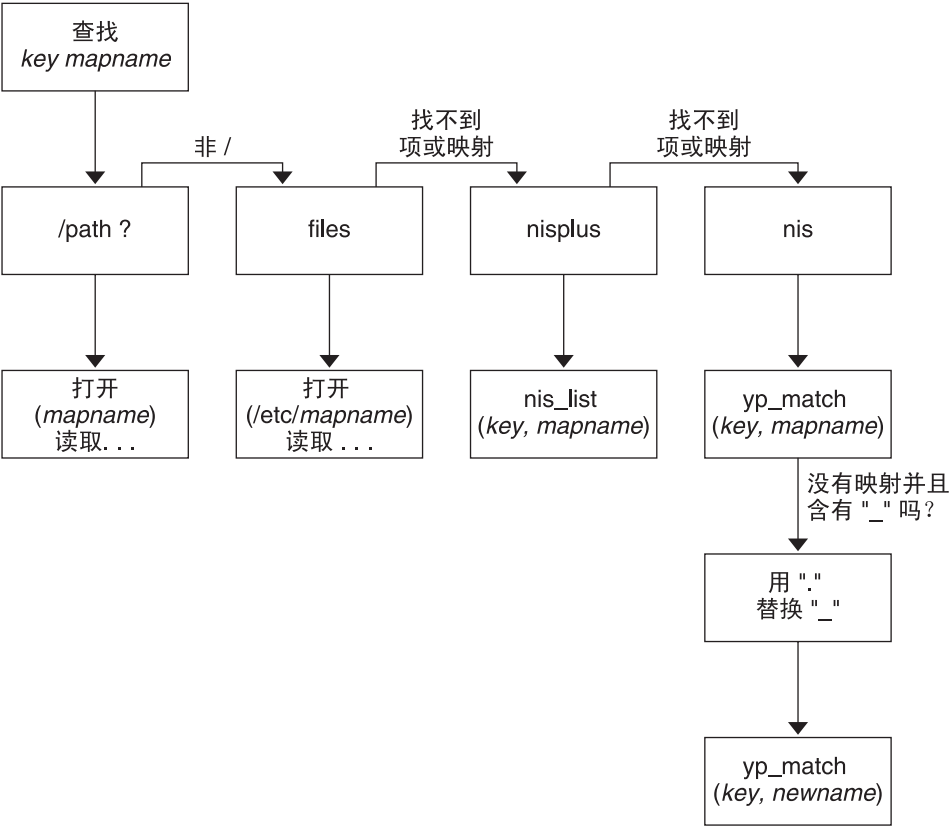 查找
key mapname
非 /
找不到
项或映射
找不到
项或映射
/path ?
files
nisplus
nis
打开
(mapname)
读取. . .
打开
(/etc/mapname)
读取 . . .
nis_list
(key, mapname)
yp_match
(key, mapname)
没有映射并且
含有 "_" 吗？
用 "."
替换 "_"
yp_match
(key, newname)